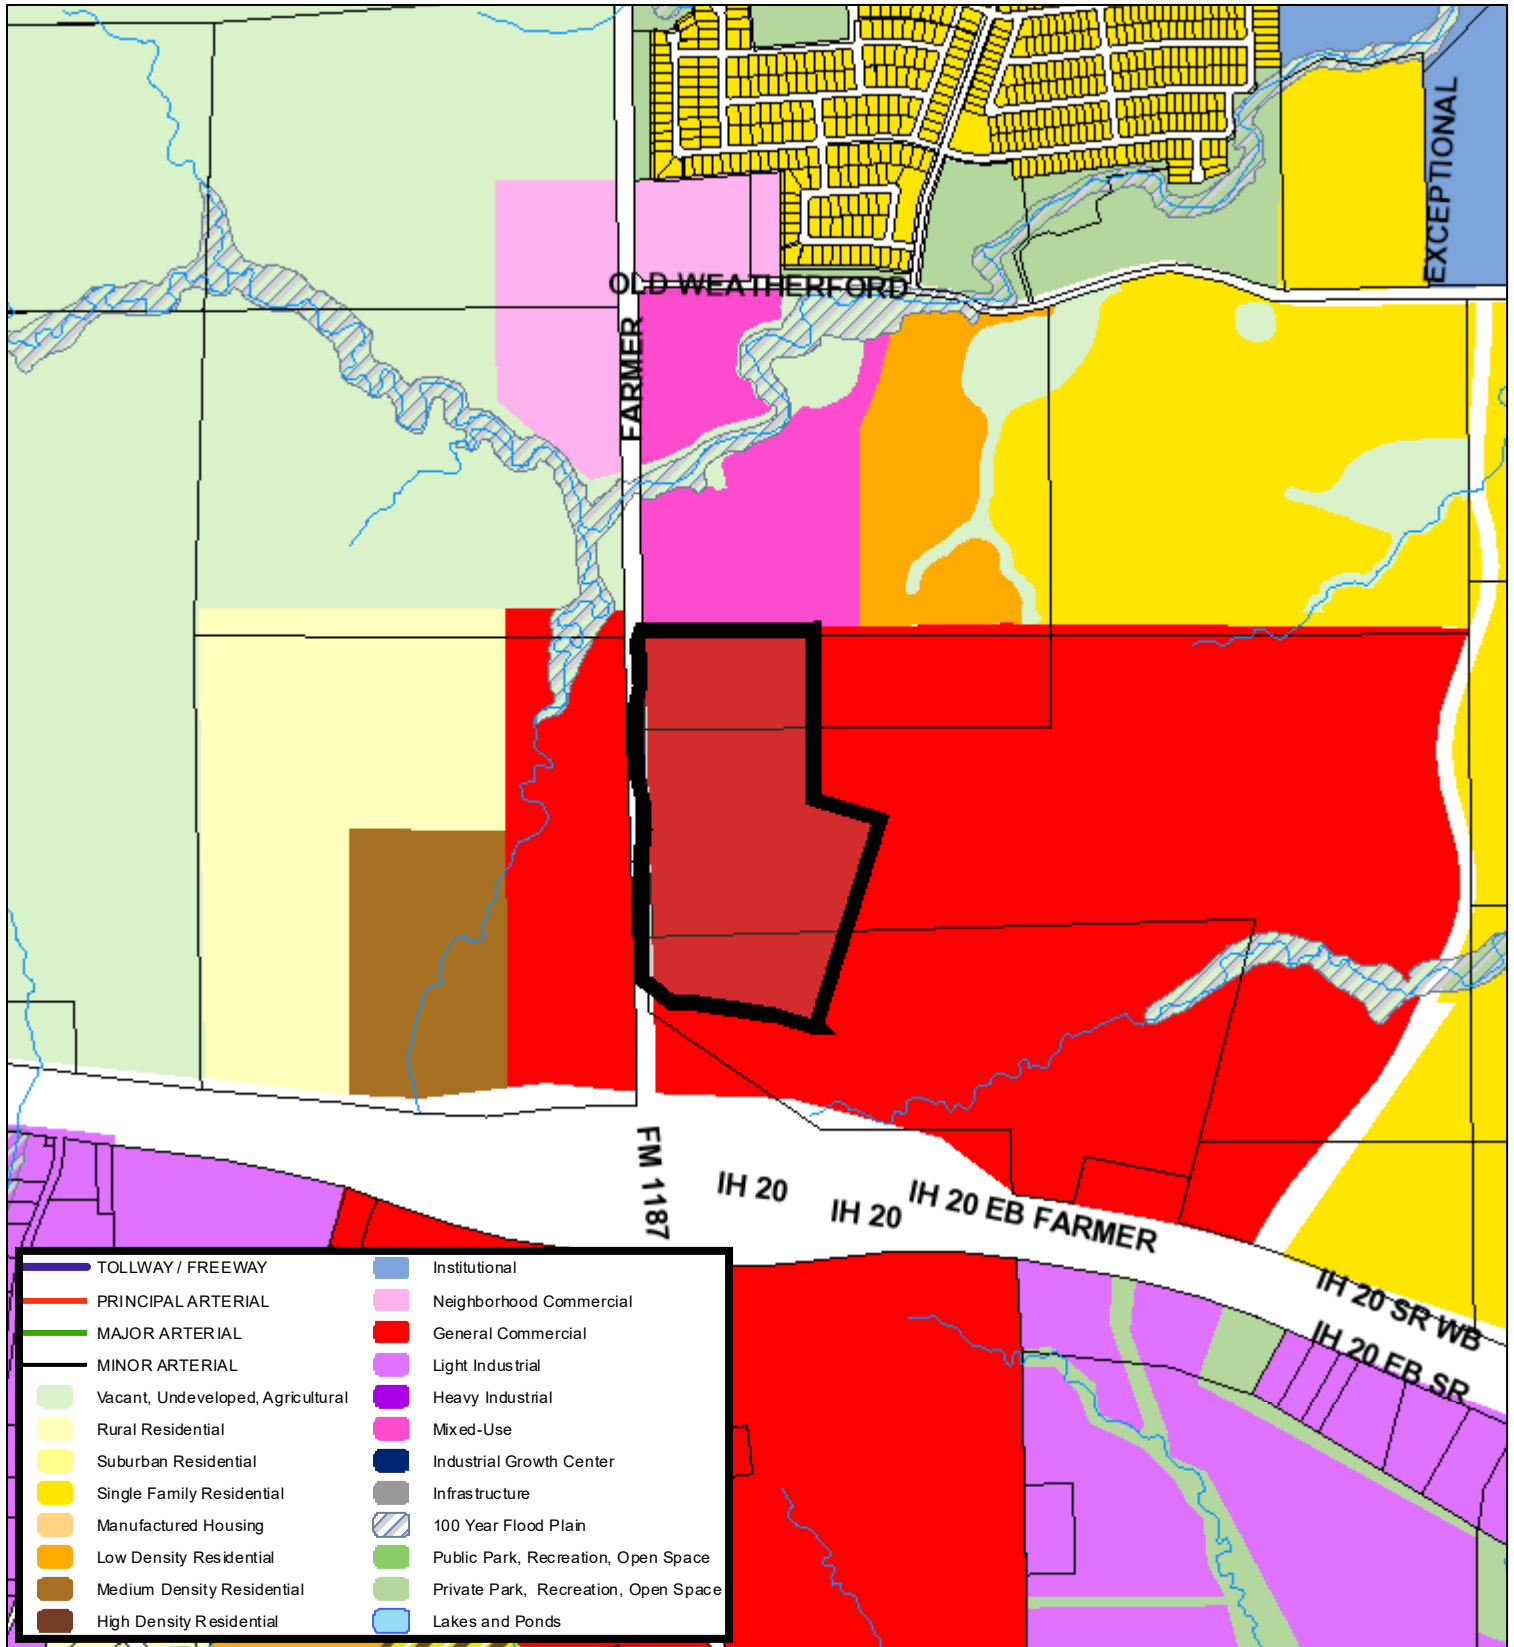 EXCEPTIONAL
OLD WEATHERFORD
FARMER
FM 1187
IH 20
IH 20
IH 20 EB FARMER
IH 20 SR WB
IH 20 EB SR
TOLLWAY / FREEWAY
PRINCIPAL ARTERIAL
MAJOR ARTERIAL
MINOR ARTERIAL
Vacant, Undeveloped, Agricultural
Rural Residential
Suburban Residential
Single Family Residential
Manufactured Housing
Low Density Residential
Medium Density Residential
High Density Residential
Institutional
Neighborhood Commercial
General Commercial
Light Industrial
Heavy Industrial
Mixed-Use
Industrial Growth Center
Infrastructure
100 Year Flood Plain
Public Park, Recreation, Open Space
Private Park, Recreation, Open Space
Lakes and Ponds